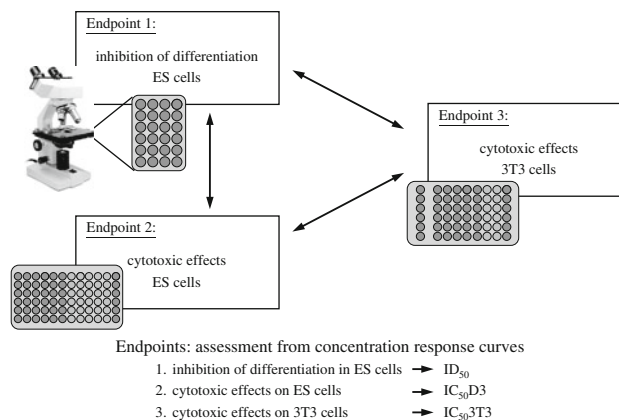 Endpoint 1:
inhibition of differentiation
ES cells
Endpoint 3:
cytotoxic effects
3T3 cells
Endpoint 2:
cytotoxic effects
ES cells
Endpoints: assessment from concentration response curves
1. inhibition of differentiation in ES cells → ID₅₀
2. cytotoxic effects on ES cells → IC₅₀D3
3. cytotoxic effects on 3T3 cells → IC₅₀3T3